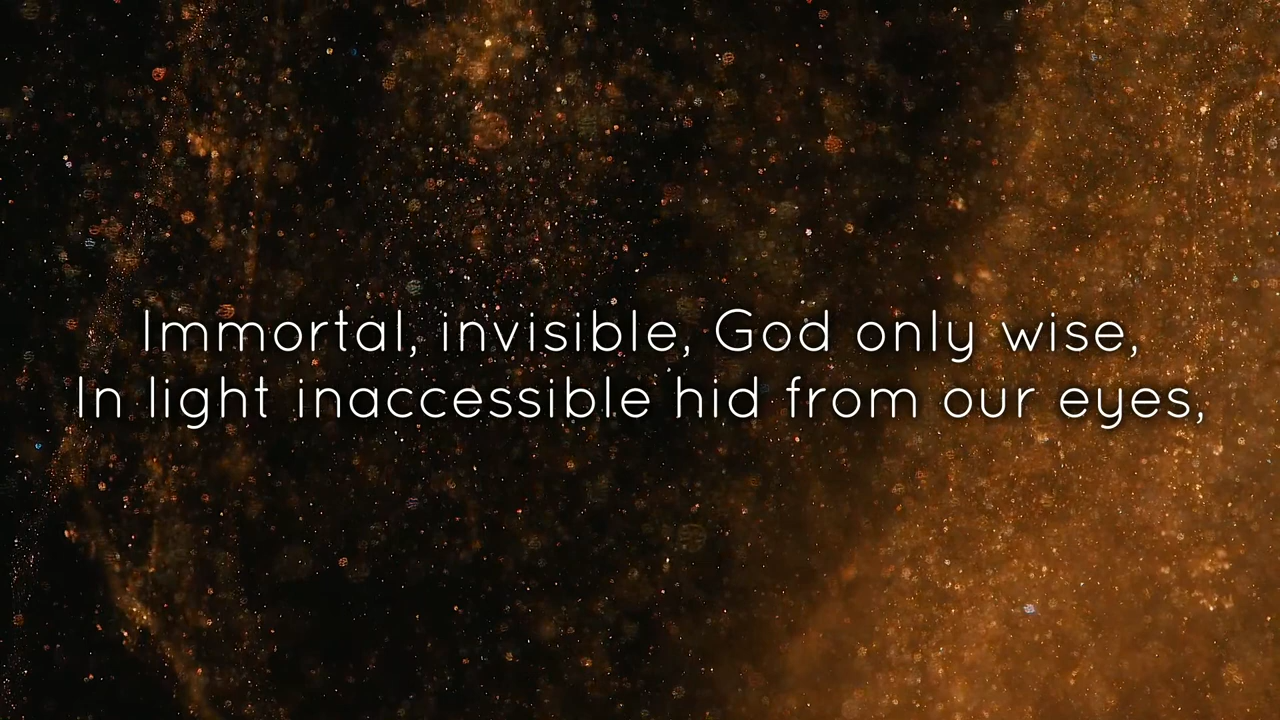 Immortal, invisible, God only wise,
In light inaccessible hid from our eyes,